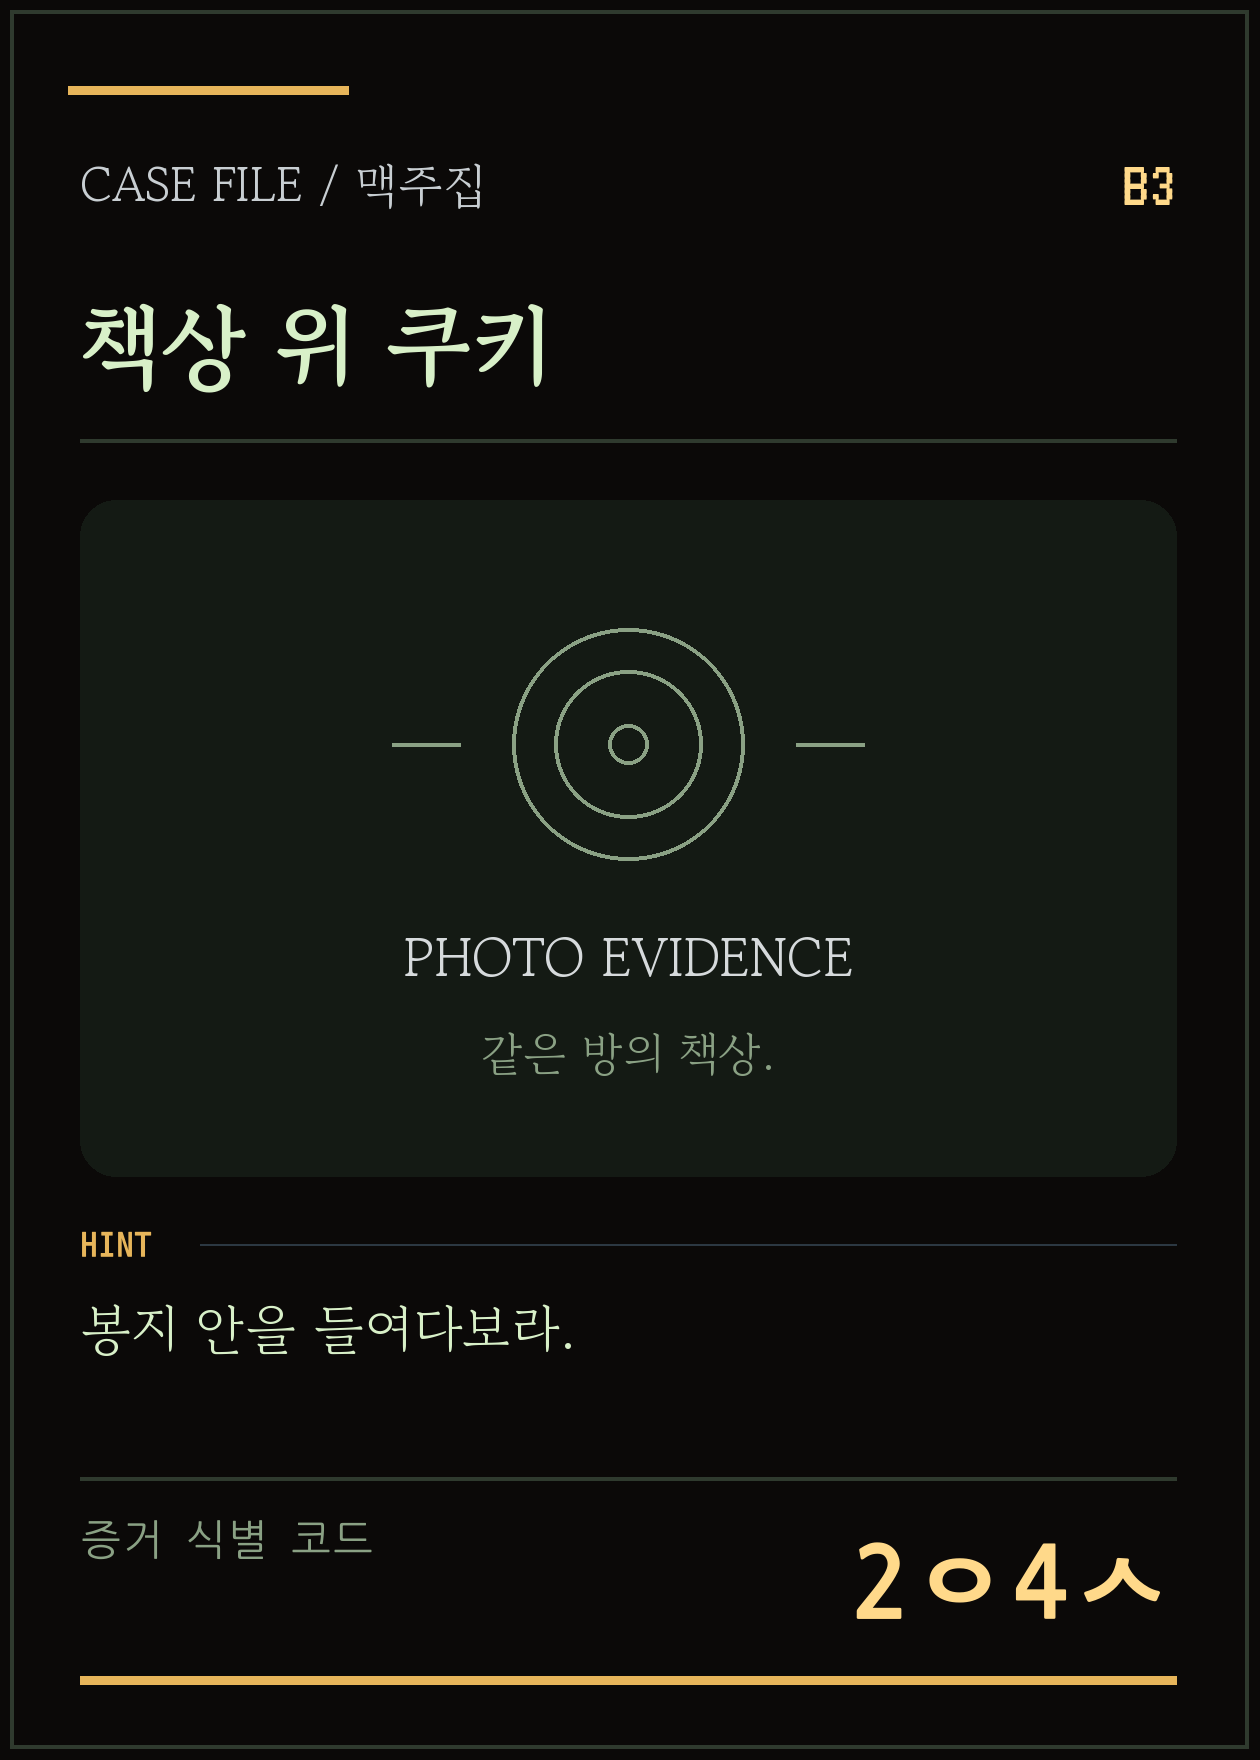 CASE FILE / 맥주집 B3
책상 위 쿠키
PHOTO EVIDENCE
같은 방의 책상.
HINT
봉지 안을 들여다보라.
증거 식별 코드
2ㅇ4ㅅ